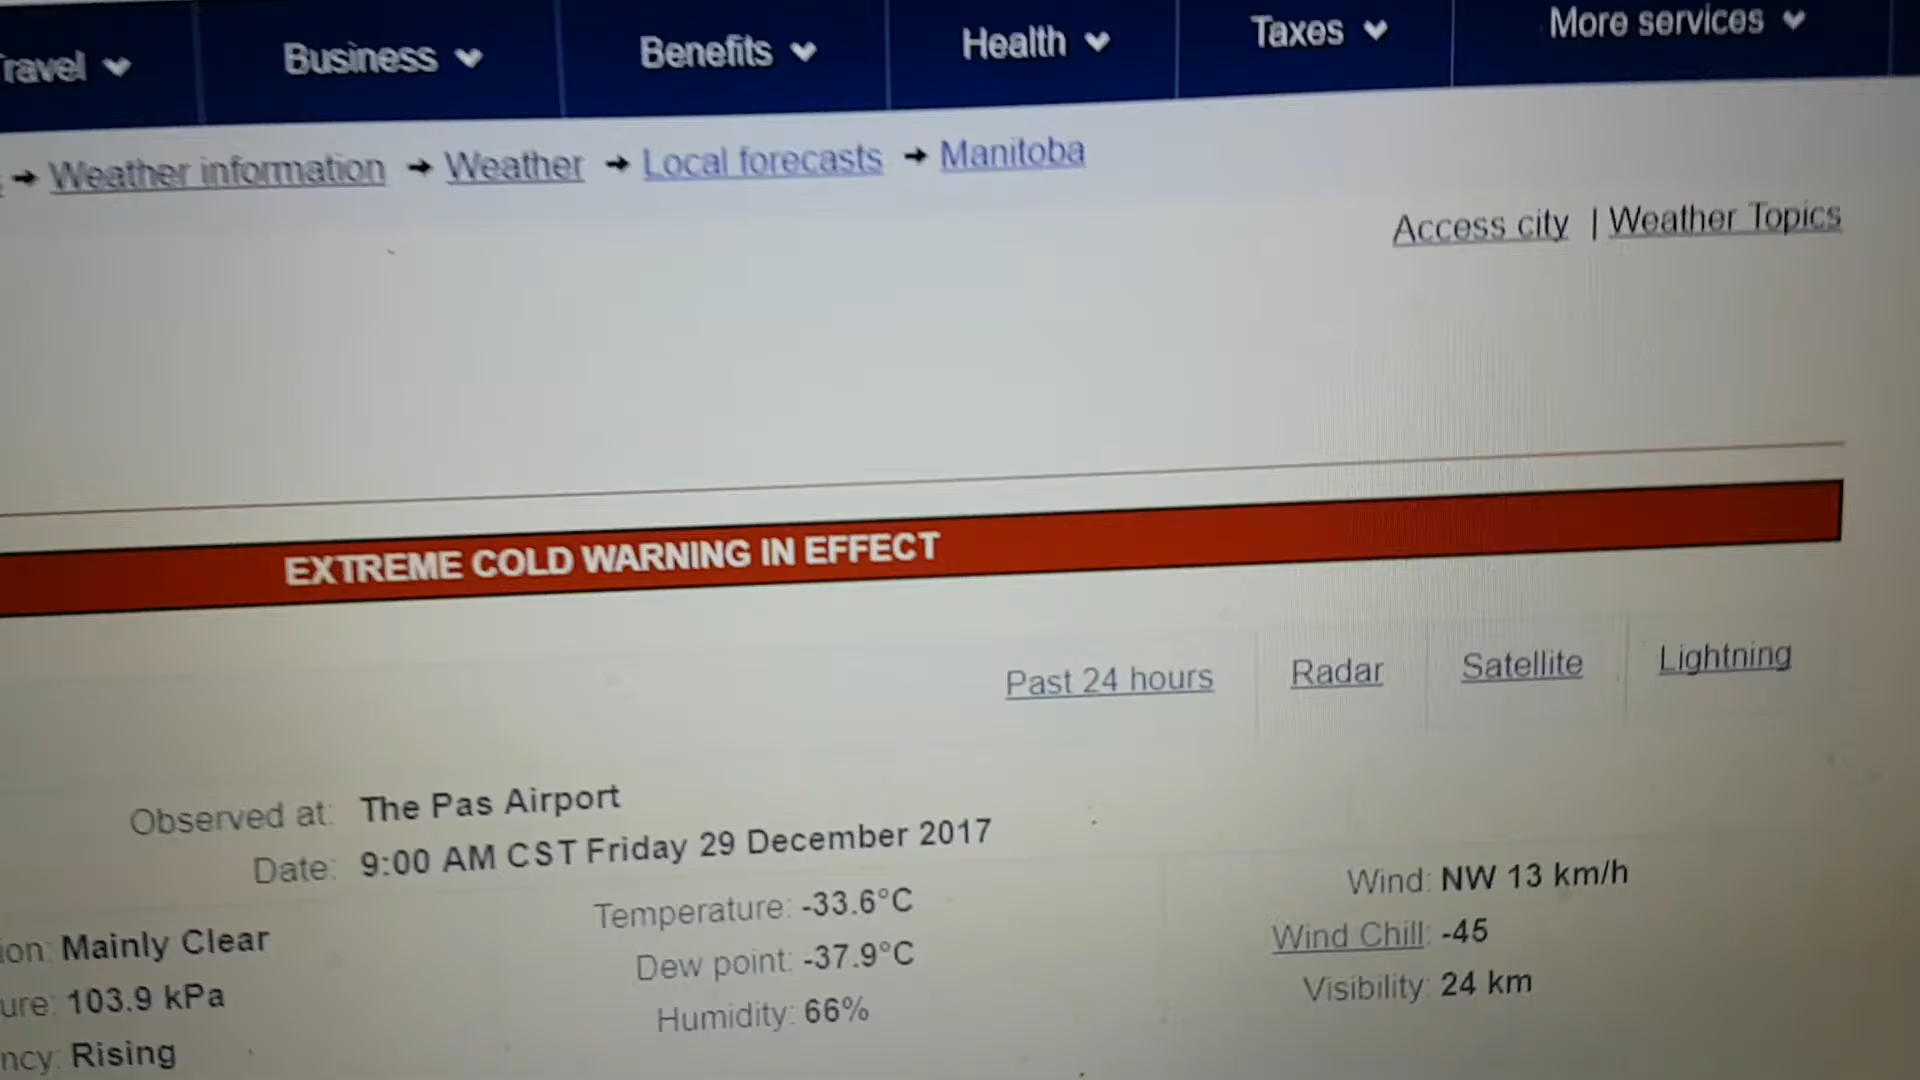 Travel Business Benefits Health Taxes More services
Weather information Weather Local forecasts Manitoba
Access city | Weather Topics
EXTREME COLD WARNING IN EFFECT
Past 24 hours Radar Satellite Lightning
Observed at: The Pas Airport
Date: 9:00 AM CST Friday 29 December 2017
ion: Mainly Clear
ure: 103.9 kPa
ncy: Rising
Temperature: -33.6°C
Dew point: -37.9°C
Humidity: 66%
Wind: NW 13 km/h
Wind Chill: -45
Visibility: 24 km